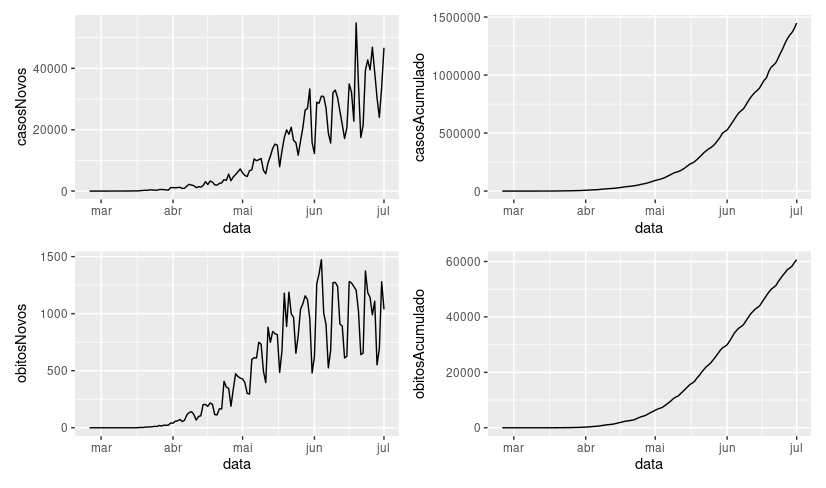 casosNovos
40000
20000
0
mar abr mai jun jul
data
casosAcumulado
1500000
1000000
500000
0
mar abr mai jun jul
data
obitosNovos
1500
1000
500
0
mar abr mai jun jul
data
obitosAcumulado
60000
40000
20000
0
mar abr mai jun jul
data